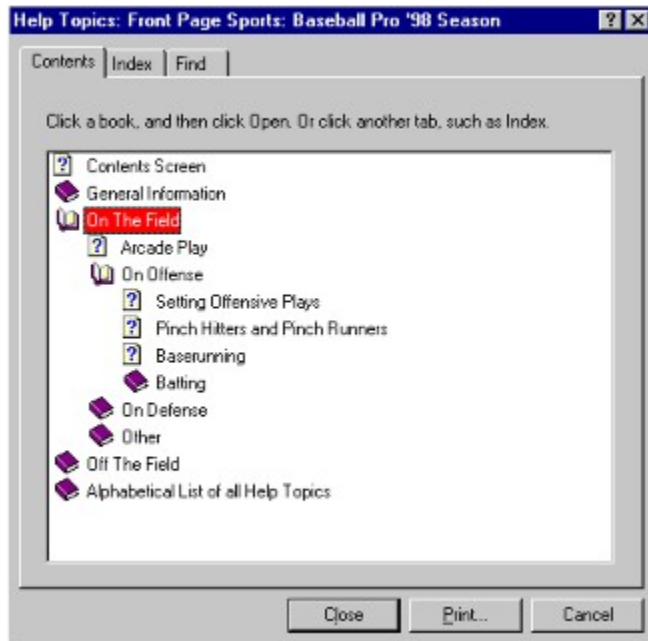 Help Topics: Front Page Sports: Baseball Pro '98 Season
Contents Index Find
Click a book, and then click Open. Or click another tab, such as Index.
Contents Screen
General Information
On The Field
Arcade Play
On Offense
Setting Offensive Plays
Pinch Hitters and Pinch Runners
Baserunning
Batting
On Defense
Other
Off The Field
Alphabetical List of all Help Topics
Close Print... Cancel